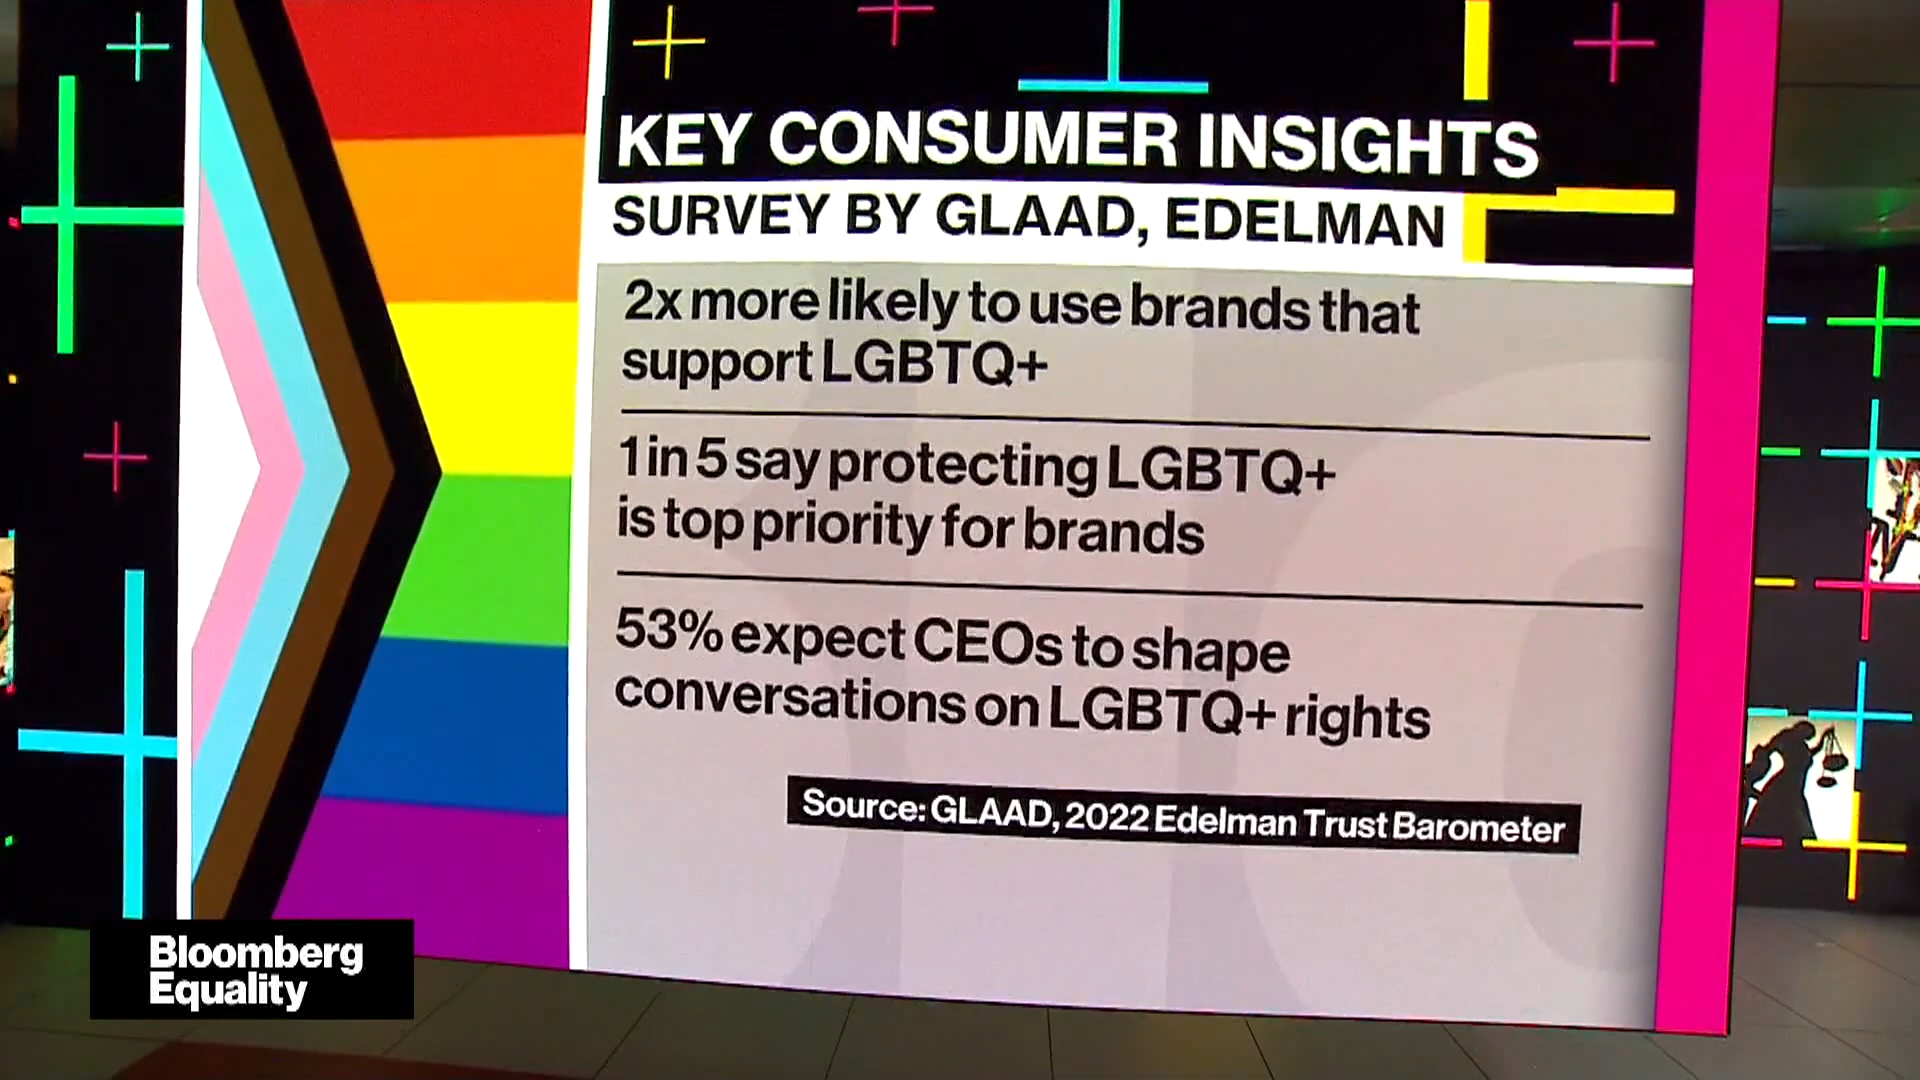 KEY CONSUMER INSIGHTS
SURVEY BY GLAAD, EDELMAN
2x more likely to use brands that
support LGBTQ+
1 in 5 say protecting LGBTQ+
is top priority for brands
53% expect CEOs to shape
conversations on LGBTQ+ rights
Source: GLAAD, 2022 Edelman Trust Barometer
Bloomberg
Equality